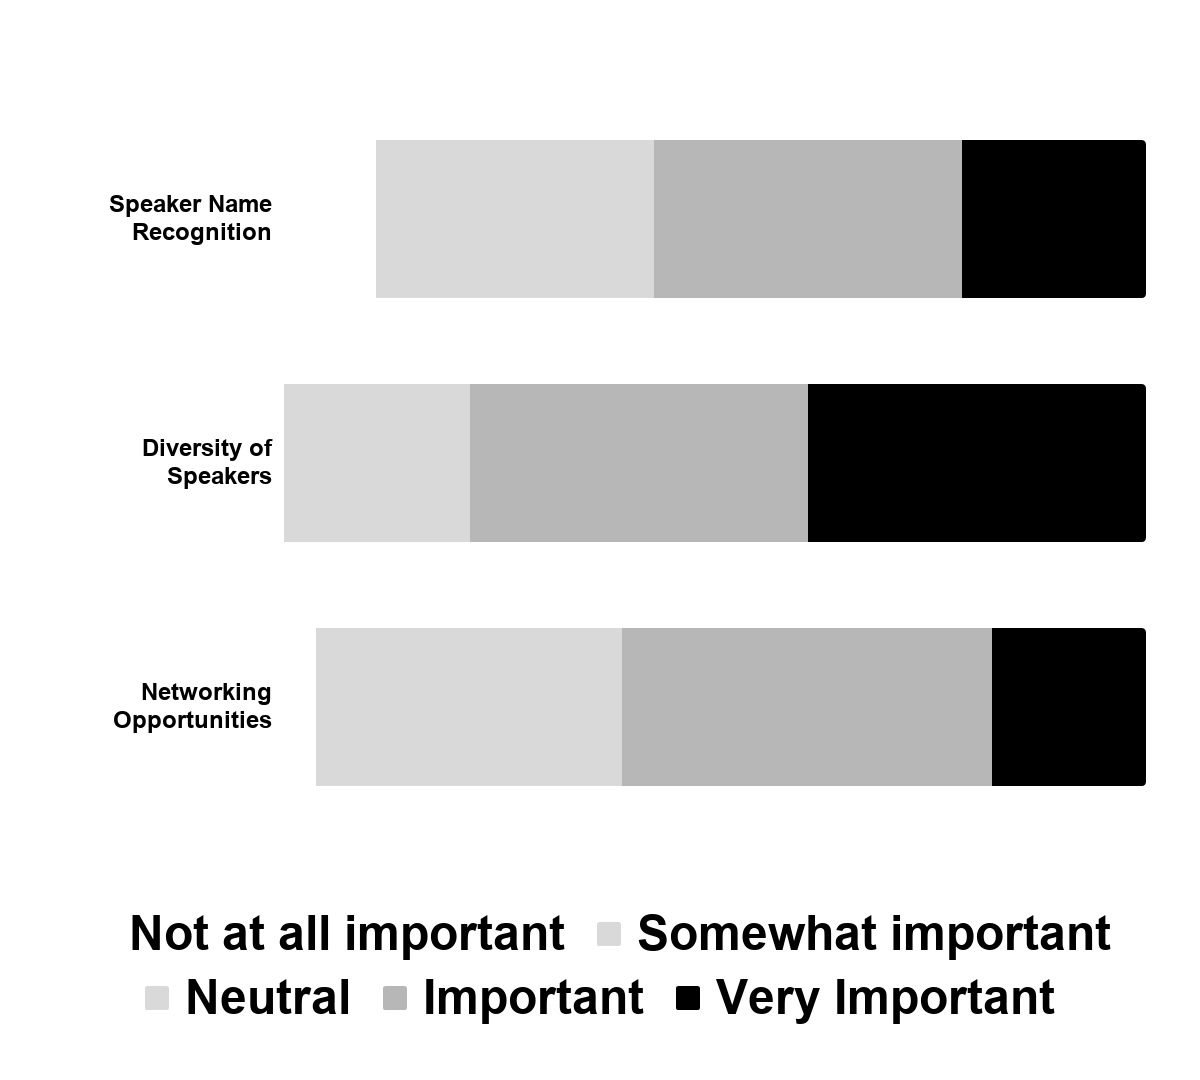 Speaker Name
Recognition
Diversity of
Speakers
Networking
Opportunities
Not at all important Somewhat important
Neutral Important Very Important